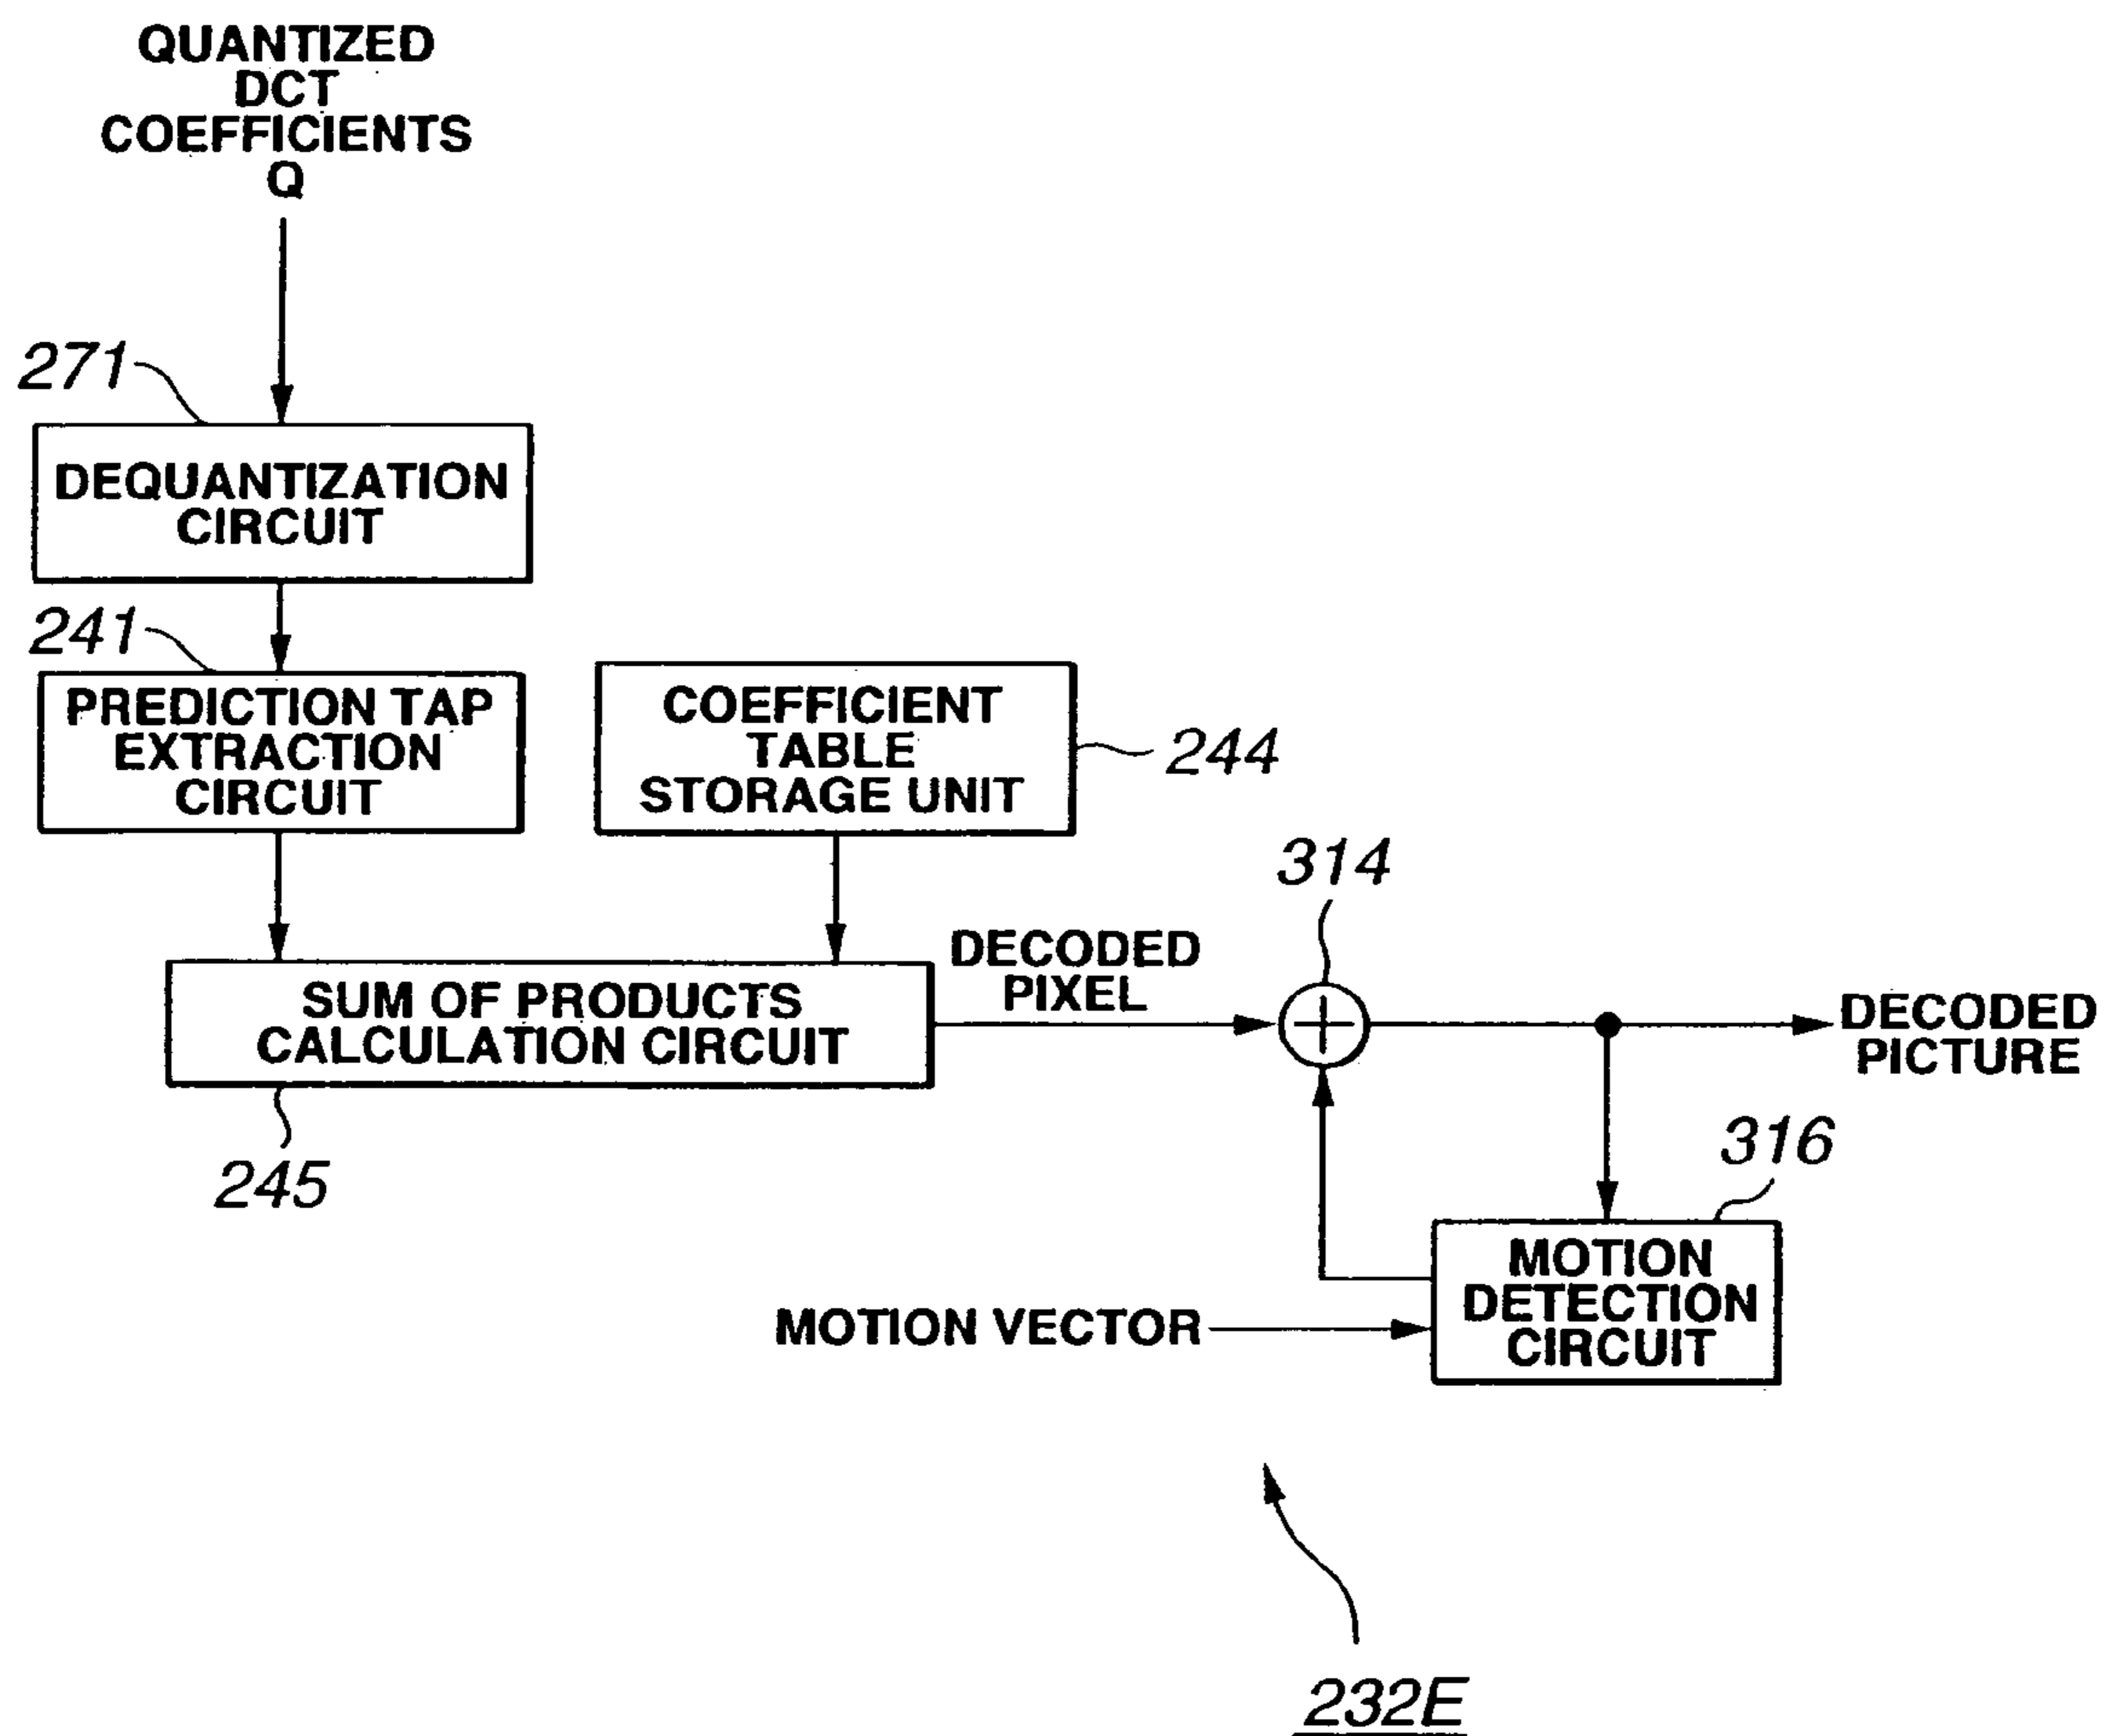 QUANTIZED
DCT
COEFFICIENTS
Q
271
DEQUANTIZATION
CIRCUIT
241
PREDICTION TAP
EXTRACTION
CIRCUIT
COEFFICIENT
TABLE
STORAGE UNIT
244
314
SUM OF PRODUCTS
CALCULATION CIRCUIT
245
DECODED
PIXEL
DECODED
PICTURE
316
MOTION
DETECTION
CIRCUIT
MOTION VECTOR
232E